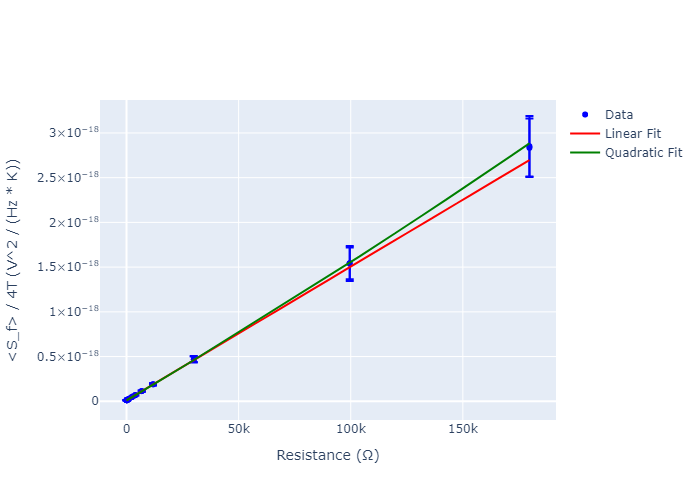 Data
Linear Fit
Quadratic Fit
3×10⁻¹⁸
2.5×10⁻¹⁸
2×10⁻¹⁸
1.5×10⁻¹⁸
1×10⁻¹⁸
0.5×10⁻¹⁸
0
<S_f> / 4T (V^2 / (Hz * K))
0 50k 100k 150k
Resistance (Ω)